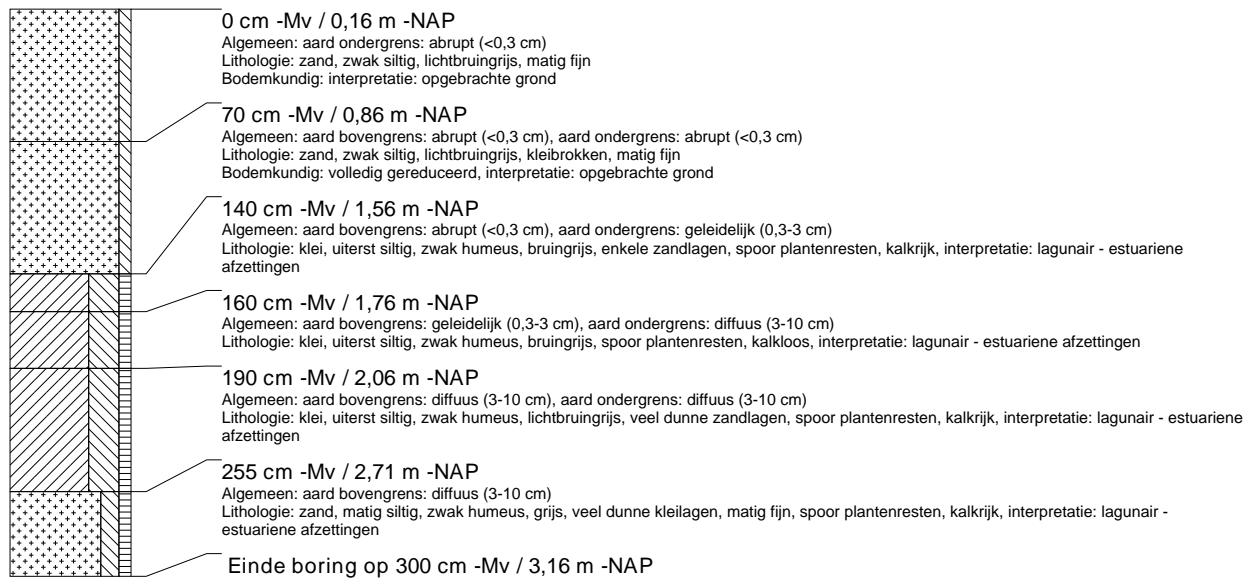 0 cm -Mv / 0,16 m -NAP
Algemeen: aard ondergrens: abrupt (<0,3 cm)
Lithologie: zand, zwak siltig, lichtbruingrijs, matig fijn
Bodemkundig: interpretatie: opgebrachte grond
70 cm -Mv / 0,86 m -NAP
Algemeen: aard bovengrens: abrupt (<0,3 cm), aard ondergrens: abrupt (<0,3 cm)
Lithologie: zand, zwak siltig, lichtbruingrijs, kleibrokken, matig fijn
Bodemkundig: volledig gereduceerd, interpretatie: opgebrachte grond
140 cm -Mv / 1,56 m -NAP
Algemeen: aard bovengrens: abrupt (<0,3 cm), aard ondergrens: geleidelijk (0,3-3 cm)
Lithologie: klei, uiterst siltig, zwak humeus, bruingrijs, enkele zandlagen, spoor plantenresten, kalkrijk, interpretatie: lagunair - estuariene
afzettingen
160 cm -Mv / 1,76 m -NAP
Algemeen: aard bovengrens: geleidelijk (0,3-3 cm), aard ondergrens: diffuus (3-10 cm)
Lithologie: klei, uiterst siltig, zwak humeus, bruingrijs, spoor plantenresten, kalkloos, interpretatie: lagunair - estuariene afzettingen
190 cm -Mv / 2,06 m -NAP
Algemeen: aard bovengrens: diffuus (3-10 cm), aard ondergrens: diffuus (3-10 cm)
Lithologie: klei, uiterst siltig, zwak humeus, lichtbruingrijs, veel dunne zandlagen, spoor plantenresten, kalkrijk, interpretatie: lagunair - estuariene
afzettingen
255 cm -Mv / 2,71 m -NAP
Algemeen: aard bovengrens: diffuus (3-10 cm)
Lithologie: zand, matig siltig, zwak humeus, grijs, veel dunne kleilagen, matig fijn, spoor plantenresten, kalkrijk, interpretatie: lagunair -
estuariene afzettingen
Einde boring op 300 cm -Mv / 3,16 m -NAP